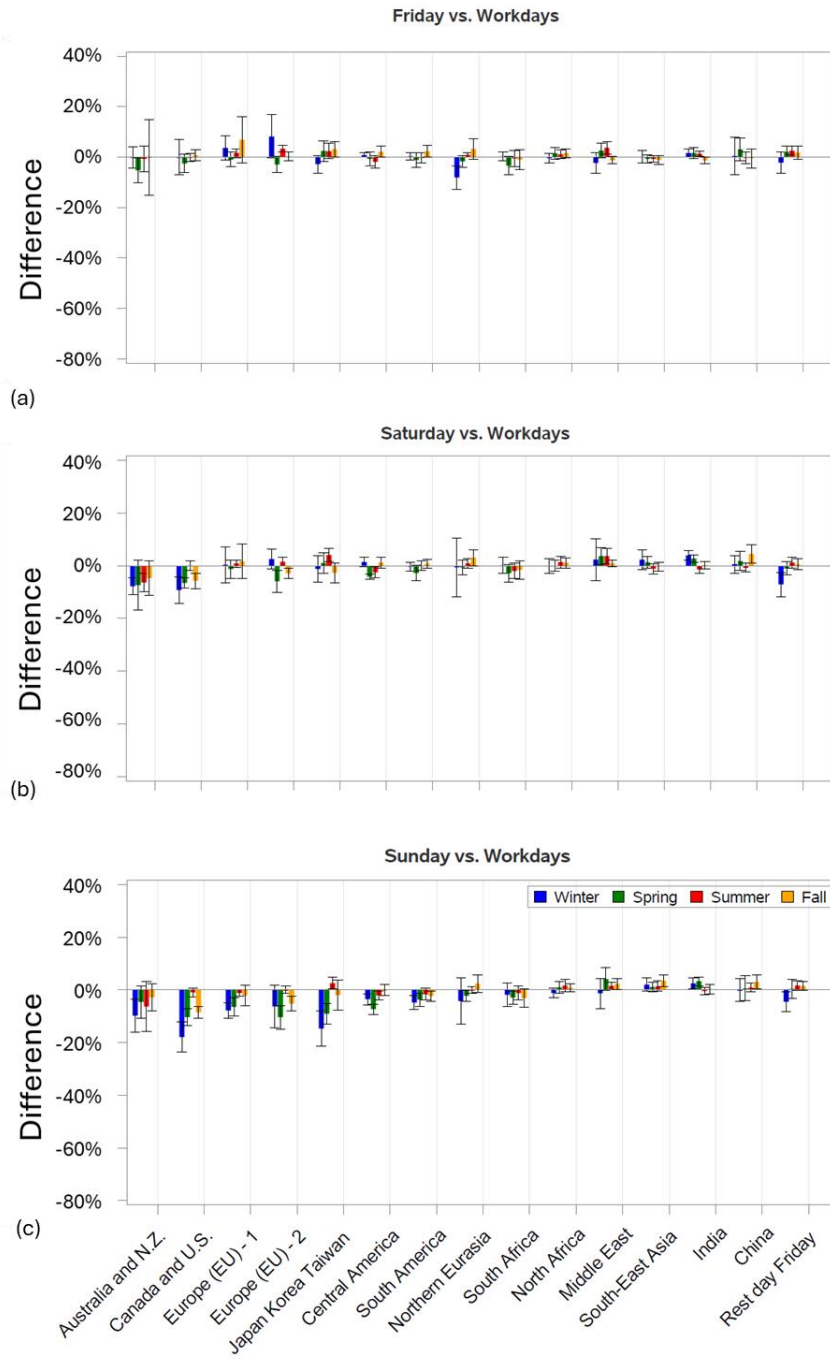 Friday vs. Workdays
40%
20%
0%
-20%
-40%
-60%
-80%
Difference
(a)
Saturday vs. Workdays
40%
20%
0%
-20%
-40%
-60%
-80%
Difference
(b)
Sunday vs. Workdays
Winter Spring Summer Fall
40%
20%
0%
-20%
-40%
-60%
-80%
Difference
(c)
Australia and N.Z.
Canada and U.S.
Europe (EU) - 1
Europe (EU) - 2
Japan Korea Taiwan
Central America
South America
Northern Eurasia
South Africa
North Africa
Middle East
South-East Asia
India
China
Rest day Friday